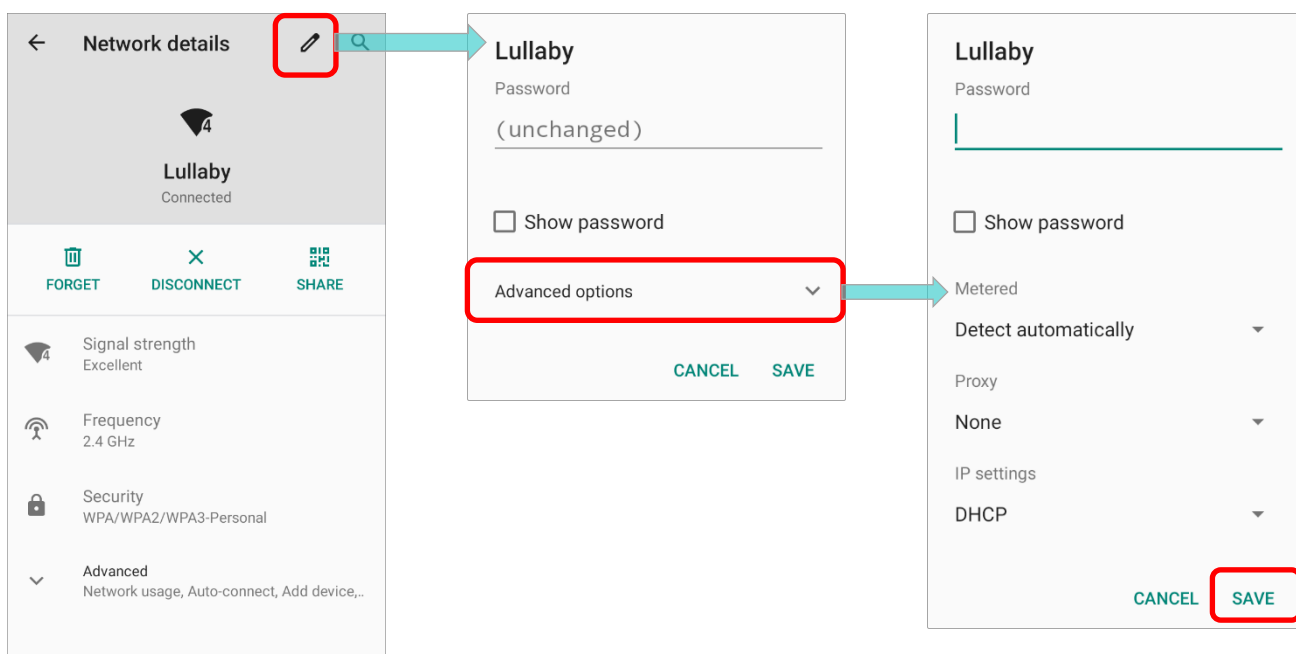 Network details
4
Lullaby
Connected
FORGET DISCONNECT SHARE
4
Signal strength
Excellent
Frequency
2.4 GHz
Security
WPA/WPA2/WPA3-Personal
Advanced
Network usage, Auto-connect, Add device,..
Lullaby
Password
(unchanged)
Show password
Advanced options
CANCEL SAVE
Lullaby
Password
Show password
Metered
Detect automatically
Proxy
None
IP settings
DHCP
CANCEL SAVE